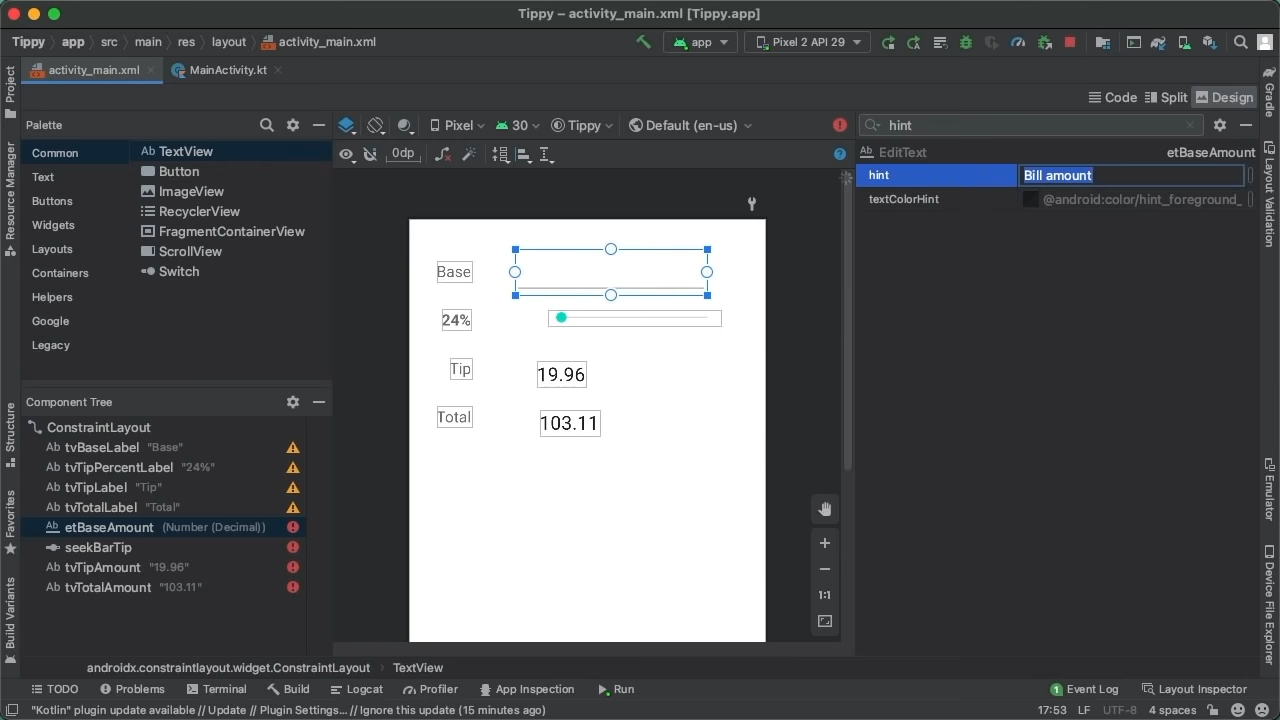 Tippy – activity_main.xml [Tippy.app]
Tippy app src main res layout activity_main.xml app Pixel 2 API 29
activity_main.xml MainActivity.kt
Code Split Design
Palette
Pixel 30 Tippy Default (en-us)
hint
0dp
Common
Text
Buttons
Widgets
Layouts
Containers
Helpers
Google
Legacy
Ab TextView
Button
ImageView
RecyclerView
FragmentContainerView
ScrollView
Switch
Ab EditText etBaseAmount
hint Bill amount
textColorHint @android:color/hint_foreground_
Base
24%
Tip 19.96
Total 103.11
1:1
Component Tree
ConstraintLayout
Ab tvBaseLabel "Base"
Ab tvTipPercentLabel "24%"
Ab tvTipLabel "Tip"
Ab tvTotalLabel "Total"
Ab etBaseAmount (Number (Decimal))
seekBarTip
Ab tvTipAmount "19.96"
Ab tvTotalAmount "103.11"
Project
Resource Manager
Structure
Favorites
Build Variants
Gradle
Layout Validation
Emulator
Device File Explorer
androidx.constraintlayout.widget.ConstraintLayout TextView
TODO Problems Terminal Build Logcat Profiler App Inspection Run 1 Event Log Layout Inspector
"Kotlin" plugin update available // Update // Plugin Settings... // Ignore this update (15 minutes ago) 17:53 LF UTF-8 4 spaces